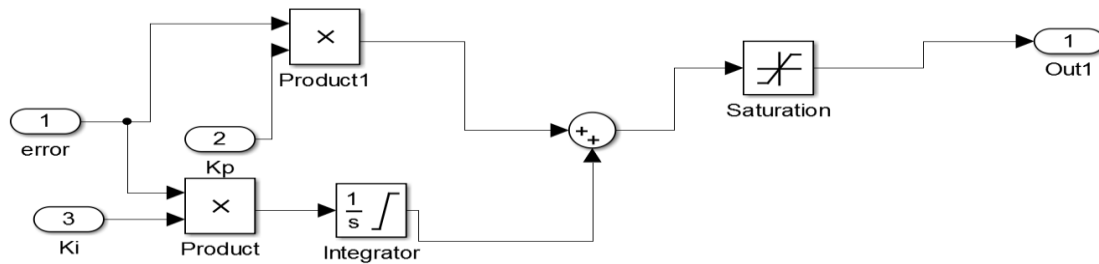 ×
Product1
1
error
2
Kp
3
Ki
×
Product
1
s
Integrator
+
+
Saturation
1
Out1